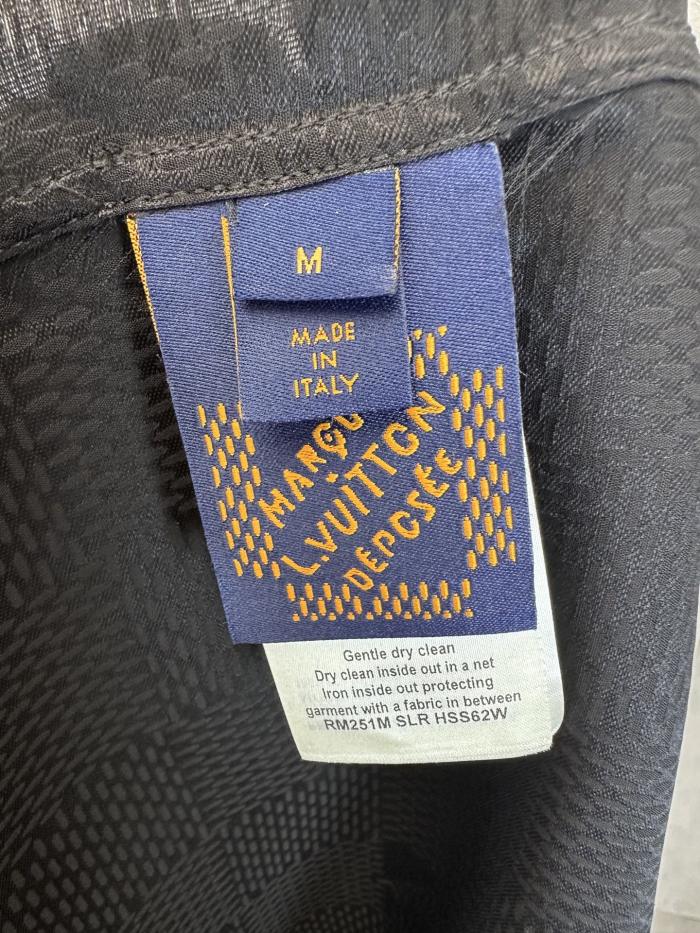 M
MADE
IN
ITALY
L.VUITTON
DÉPOSÉE
Gentle dry clean
Dry clean inside out in a net
Iron inside out protecting
garment with a fabric in between
RM251M SLR HSS62W